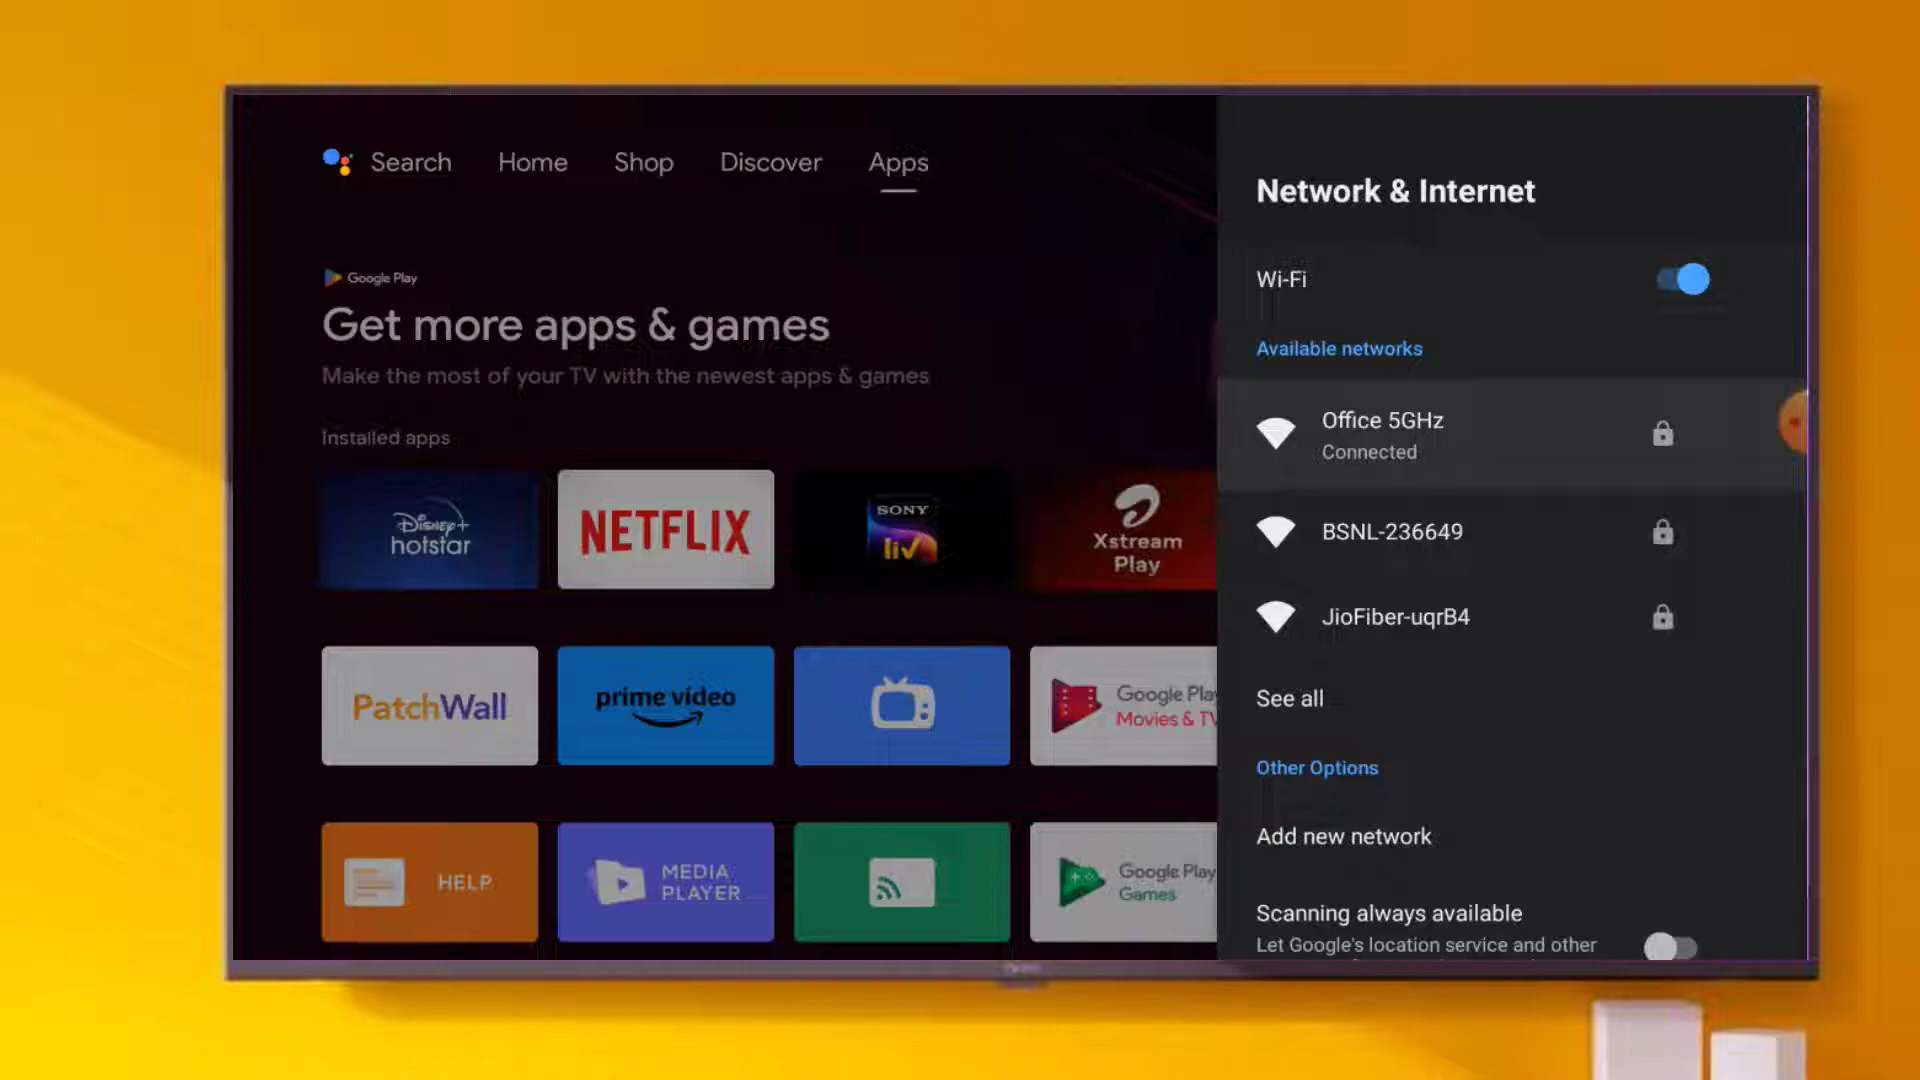 Search Home Shop Discover Apps
Google Play
Get more apps & games
Make the most of your TV with the newest apps & games
Installed apps
Disney+
hotstar
NETFLIX
SONY
liv
Xstream
Play
PatchWall
prime video
Google Play
Movies & TV
HELP
MEDIA
PLAYER
Google Play
Games
Network & Internet
Wi-Fi
Available networks
Office 5GHz
Connected
BSNL-236649
JioFiber-uqrB4
See all
Other Options
Add new network
Scanning always available
Let Google's location service and other